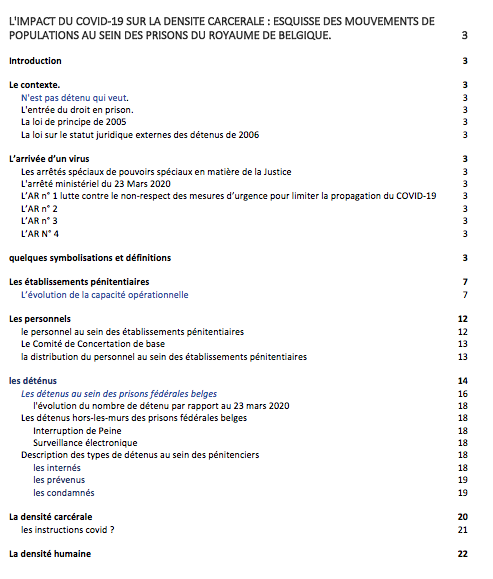 L'IMPACT DU COVID-19 SUR LA DENSITE CARCERALE : ESQUISSE DES MOUVEMENTS DE
POPULATIONS AU SEIN DES PRISONS DU ROYAUME DE BELGIQUE. 3
Introduction 3
Le contexte. 3
N'est pas détenu qui veut. 3
L'entrée du droit en prison. 3
La loi de principe de 2005 3
La loi sur le statut juridique externes des détenus de 2006 3
L'arrivée d'un virus 3
Les arrêtés spéciaux de pouvoirs spéciaux en matière de la Justice 3
L'arrêté ministériel du 23 Mars 2020 3
L'AR n° 1 lutte contre le non-respect des mesures d'urgence pour limiter la propagation du COVID-19 3
L'AR n° 2 3
L'AR n° 3 3
L'AR N° 4 3
quelques symbolisations et définitions 3
Les établissements pénitentiaires 7
L'évolution de la capacité opérationnelle 7
Les personnels 12
le personnel au sein des établissements pénitentiaires 12
Le Comité de Concertation de base 13
la distribution du personnel au sein des établissements pénitentiaires 13
les déténus 14
Les détenus au sein des prisons fédérales belges 16
l'évolution du nombre de détenu par rapport au 23 mars 2020 18
Les détenus hors-les-murs des prisons fédérales belges 18
Interruption de Peine 18
Surveillance électronique 18
Description des types de détenus au sein des pénitenciers 18
les internés 18
les prévenus 19
les condamnés 19
La densité carcérale 20
les instructions covid ? 21
La densité humaine 22